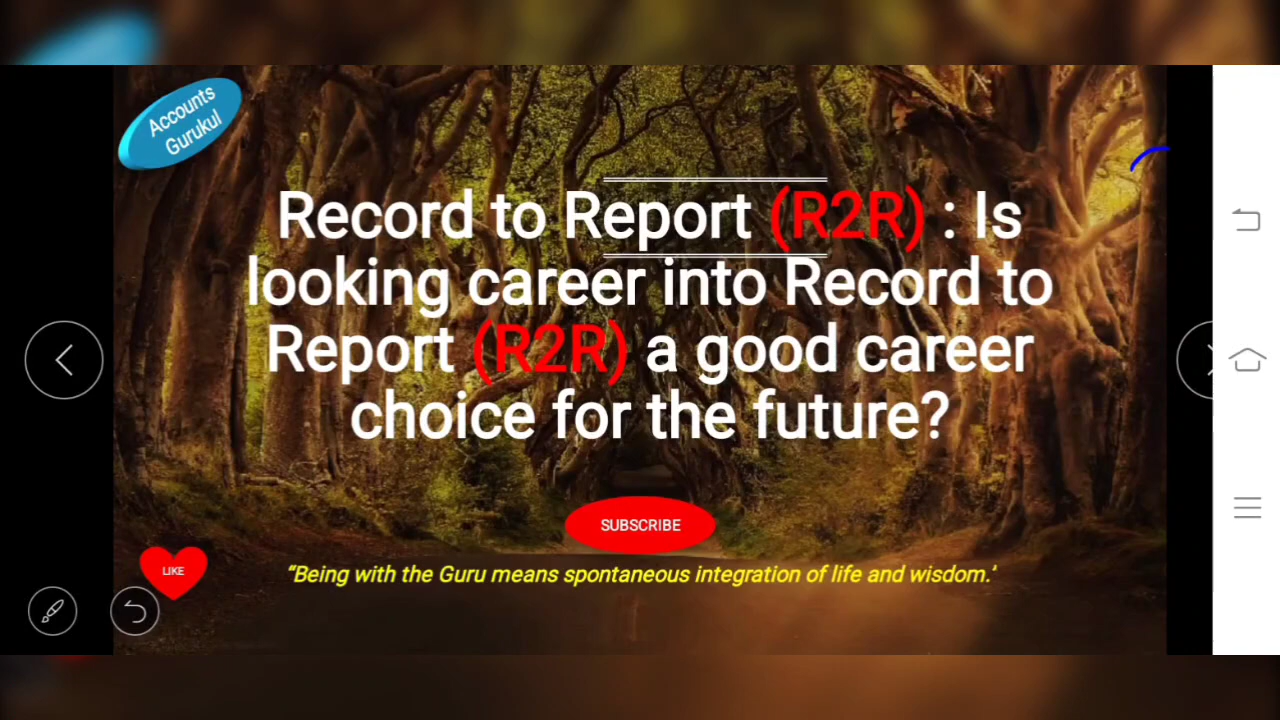 Accounts
Gurukul
Record to Report (R2R) : Is
looking career into Record to
Report (R2R) a good career
choice for the future?
SUBSCRIBE
LIKE
“Being with the Guru means spontaneous integration of life and wisdom.'